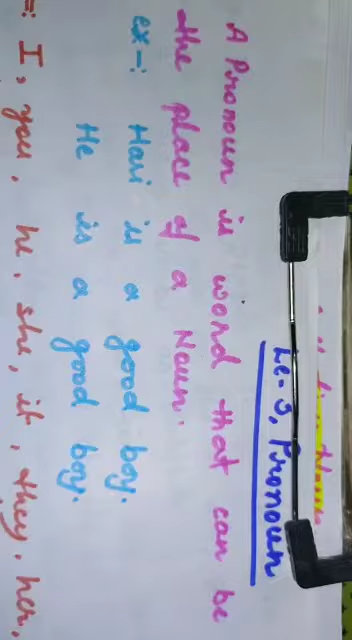 Le-3, Pronoun
A Pronoun is word that can be
the place of a Noun.
ex-: Hari is a good boy.
He is a good boy.
=: I, you, he, she, it, they, her,